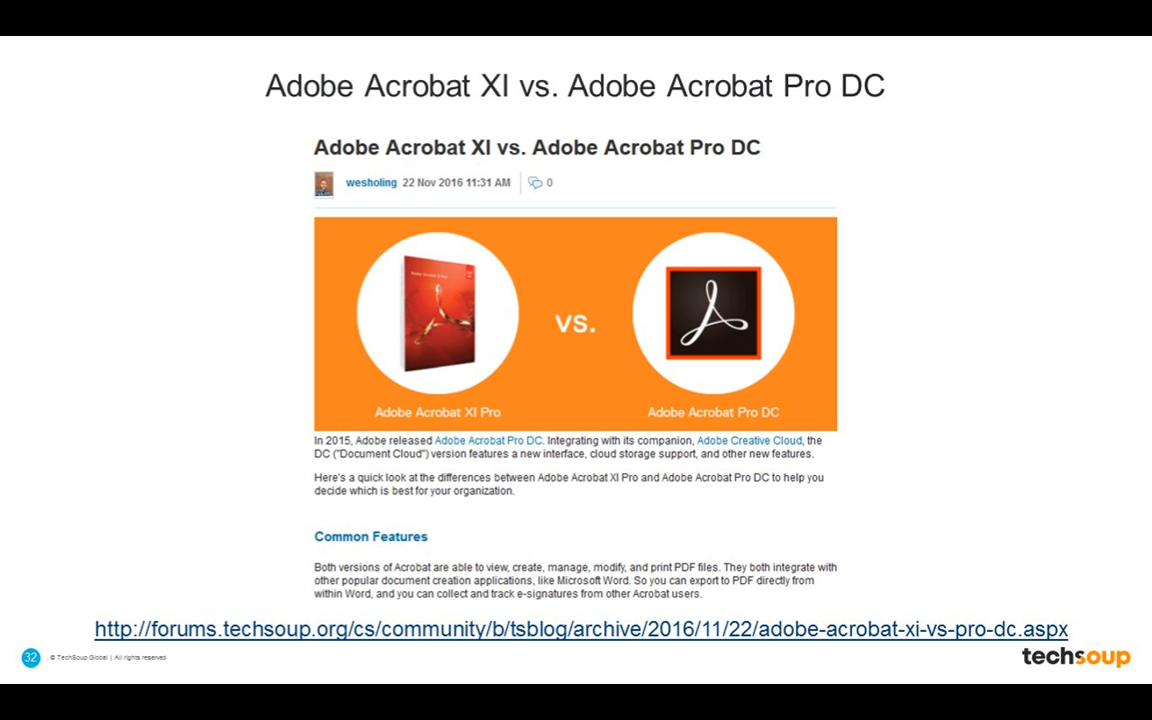 Adobe Acrobat XI vs. Adobe Acrobat Pro DC
Adobe Acrobat XI vs. Adobe Acrobat Pro DC
wesholing 22 Nov 2016 11:31 AM 0
Adobe Acrobat XI Pro
vs.
Adobe Acrobat XI Pro
Adobe Acrobat Pro DC
In 2015, Adobe released Adobe Acrobat Pro DC. Integrating with its companion, Adobe Creative Cloud, the
DC ("Document Cloud") version features a new interface, cloud storage support, and other new features.
Here's a quick look at the differences between Adobe Acrobat XI Pro and Adobe Acrobat Pro DC to help you
decide which is best for your organization.
Common Features
Both versions of Acrobat are able to view, create, manage, modify, and print PDF files. They both integrate with
other popular document creation applications, like Microsoft Word. So you can export to PDF directly from
within Word, and you can collect and track e-signatures from other Acrobat users.
http://forums.techsoup.org/cs/community/b/tsblog/archive/2016/11/22/adobe-acrobat-xi-vs-pro-dc.aspx
32 © TechSoup Global | All rights reserved
techsoup